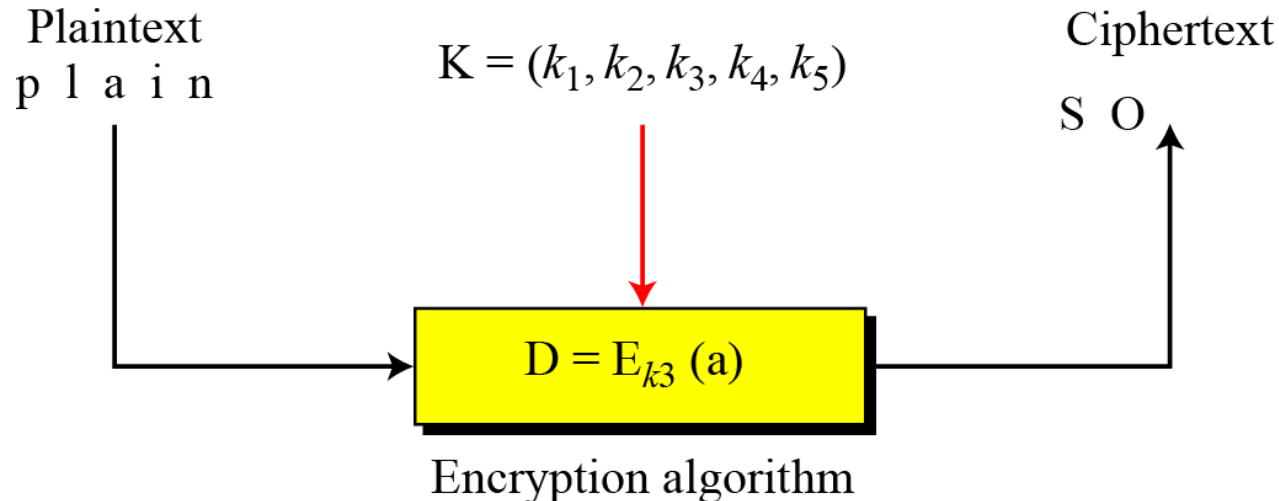 Plaintext
p l a i n
K = (k₁, k₂, k₃, k₄, k₅)
Ciphertext
S O
D = Eₖ₃ (a)
Encryption algorithm